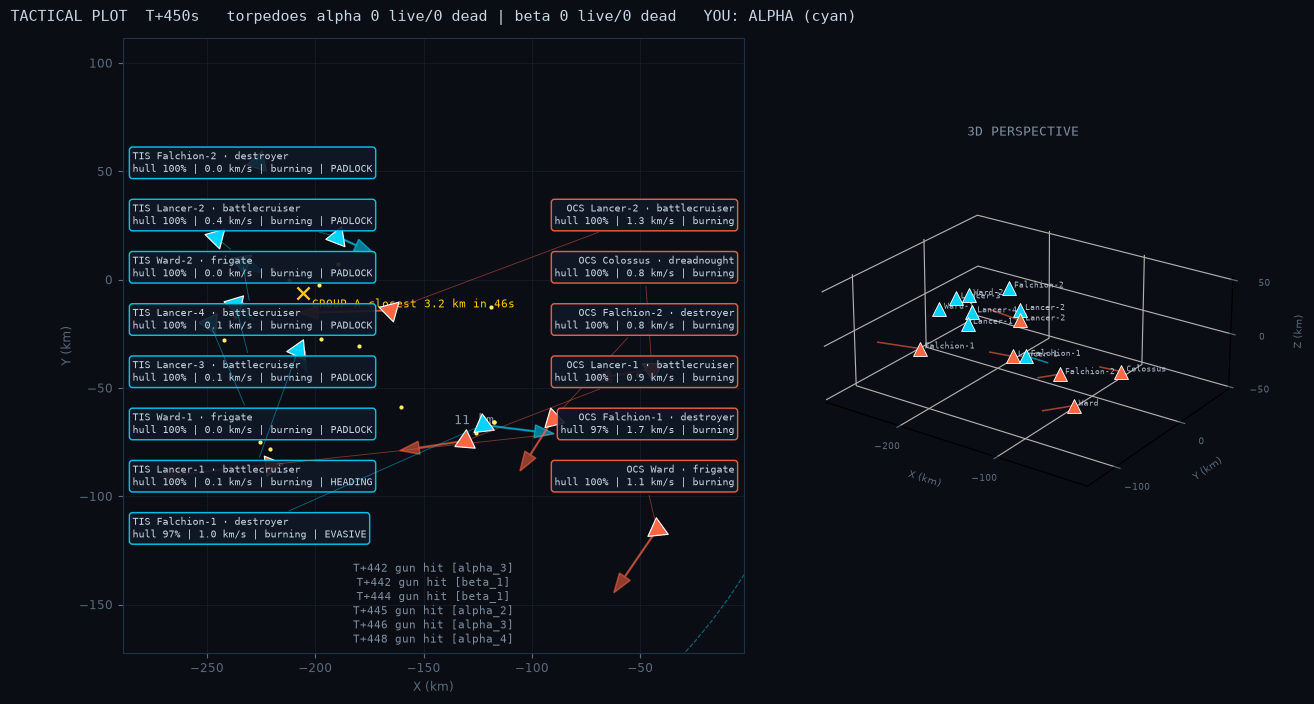 TACTICAL PLOT  T+450s   torpedoes alpha 0 live/0 dead | beta 0 live/0 dead   YOU: ALPHA (cyan)
100
50
0
−50
−100
−150
Y (km)
−250
−200
−150
−100
−50
X (km)
TIS Falchion-2 · destroyer
hull 100% | 0.0 km/s | burning | PADLOCK
TIS Lancer-2 · battlecruiser
hull 100% | 0.4 km/s | burning | PADLOCK
TIS Ward-2 · frigate
hull 100% | 0.0 km/s | burning | PADLOCK
TIS Lancer-4 · battlecruiser
hull 100% | 0.1 km/s | burning | PADLOCK
TIS Lancer-3 · battlecruiser
hull 100% | 0.1 km/s | burning | PADLOCK
TIS Ward-1 · frigate
hull 100% | 0.0 km/s | burning | PADLOCK
TIS Lancer-1 · battlecruiser
hull 100% | 0.1 km/s | burning | HEADING
TIS Falchion-1 · destroyer
hull 97% | 1.0 km/s | burning | EVASIVE
GROUP A closest 3.2 km in 46s
11
OCS Lancer-2 · battlecruiser
hull 100% | 1.3 km/s | burning
OCS Colossus · dreadnought
hull 100% | 0.8 km/s | burning
OCS Falchion-2 · destroyer
hull 100% | 0.8 km/s | burning
OCS Lancer-1 · battlecruiser
hull 100% | 0.9 km/s | burning
OCS Falchion-1 · destroyer
hull 97% | 1.7 km/s | burning
OCS Ward · frigate
hull 100% | 1.1 km/s | burning
T+442 gun hit [alpha_3]
T+442 gun hit [beta_1]
T+444 gun hit [beta_1]
T+445 gun hit [alpha_2]
T+446 gun hit [alpha_3]
T+448 gun hit [alpha_4]
3D PERSPECTIVE
Falchion-2
Ward-2
Lancer-2
Lancer-4
Lancer-2
Lancer-1
Falchion-1
Falchion-1
Falchion-2
Colossus
Ward
50
0
−50
Z (km)
−200
−100
X (km)
0
−100
Y (km)